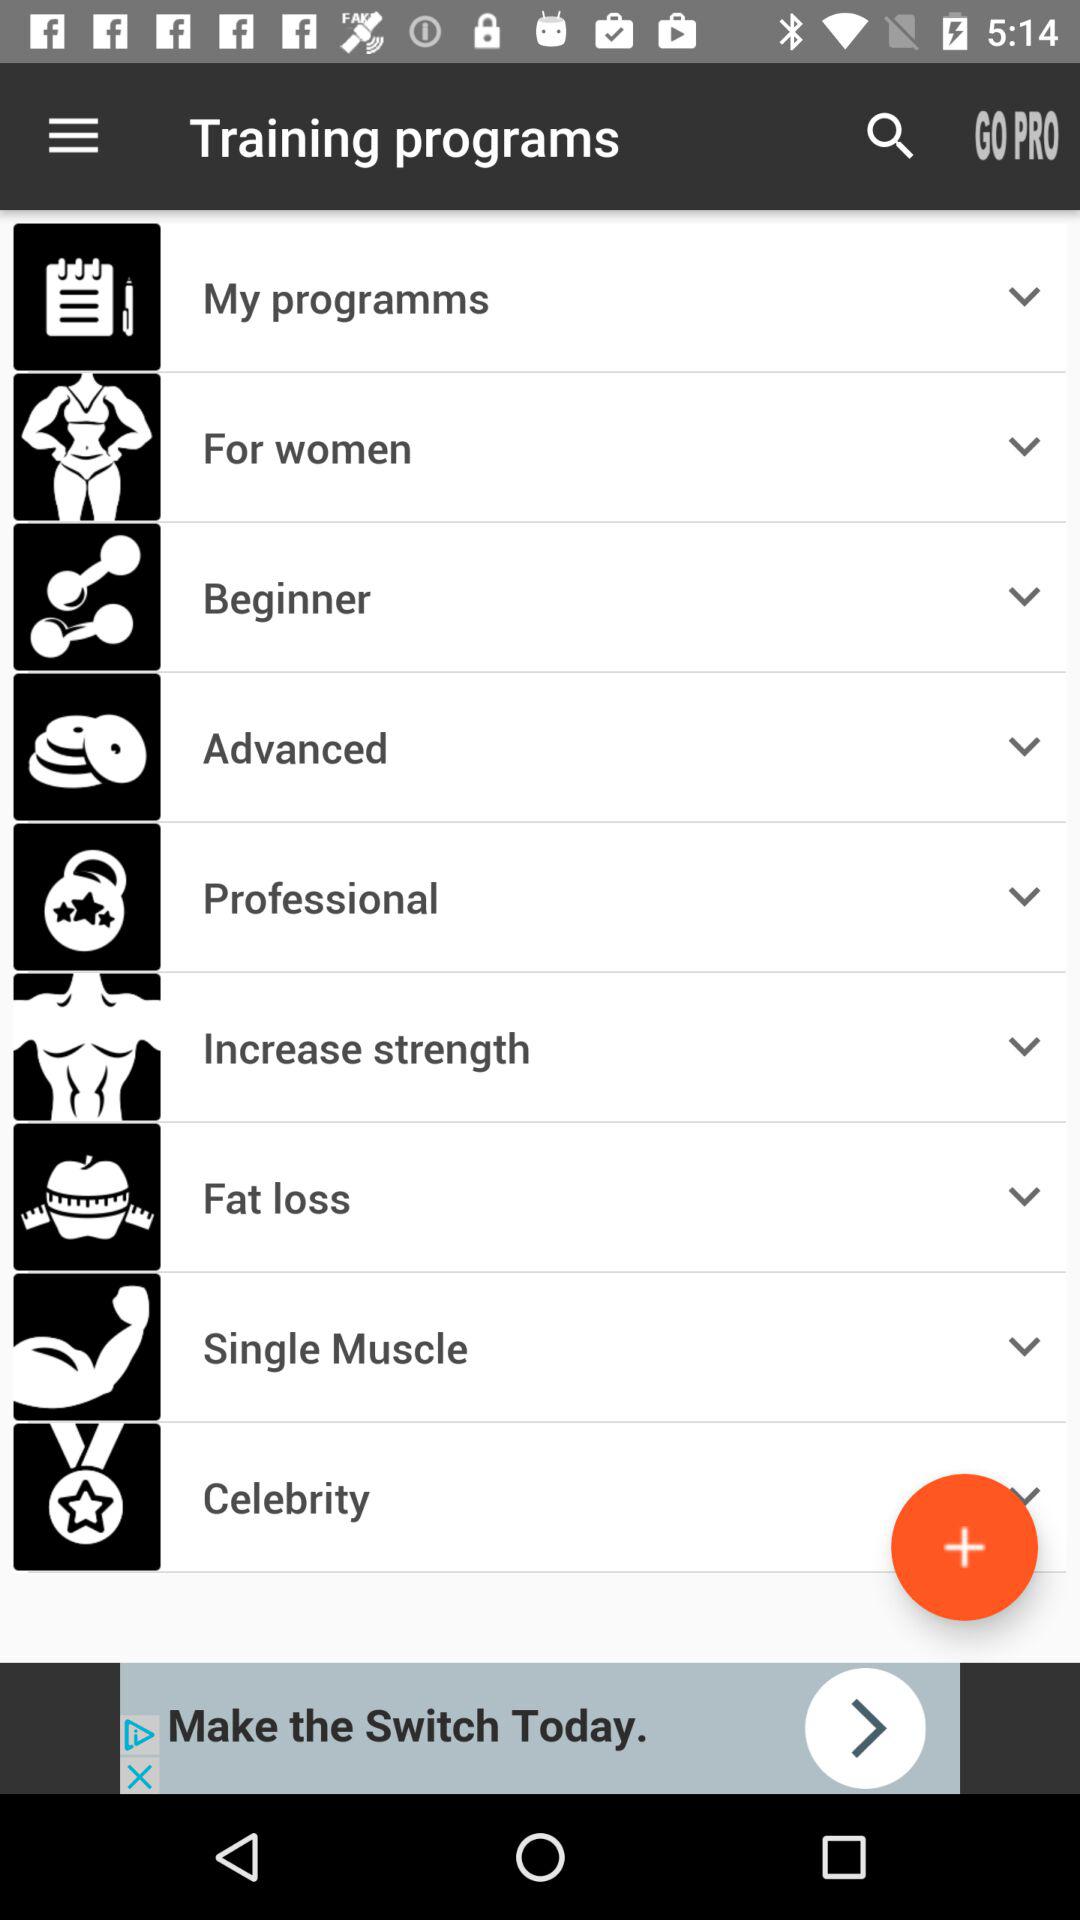 FAKE
5:14
Training programs
GO PRO
My programms
For women
Beginner
Advanced
Professional
Increase strength
Fat loss
Single Muscle
Celebrity
Make the Switch Today.